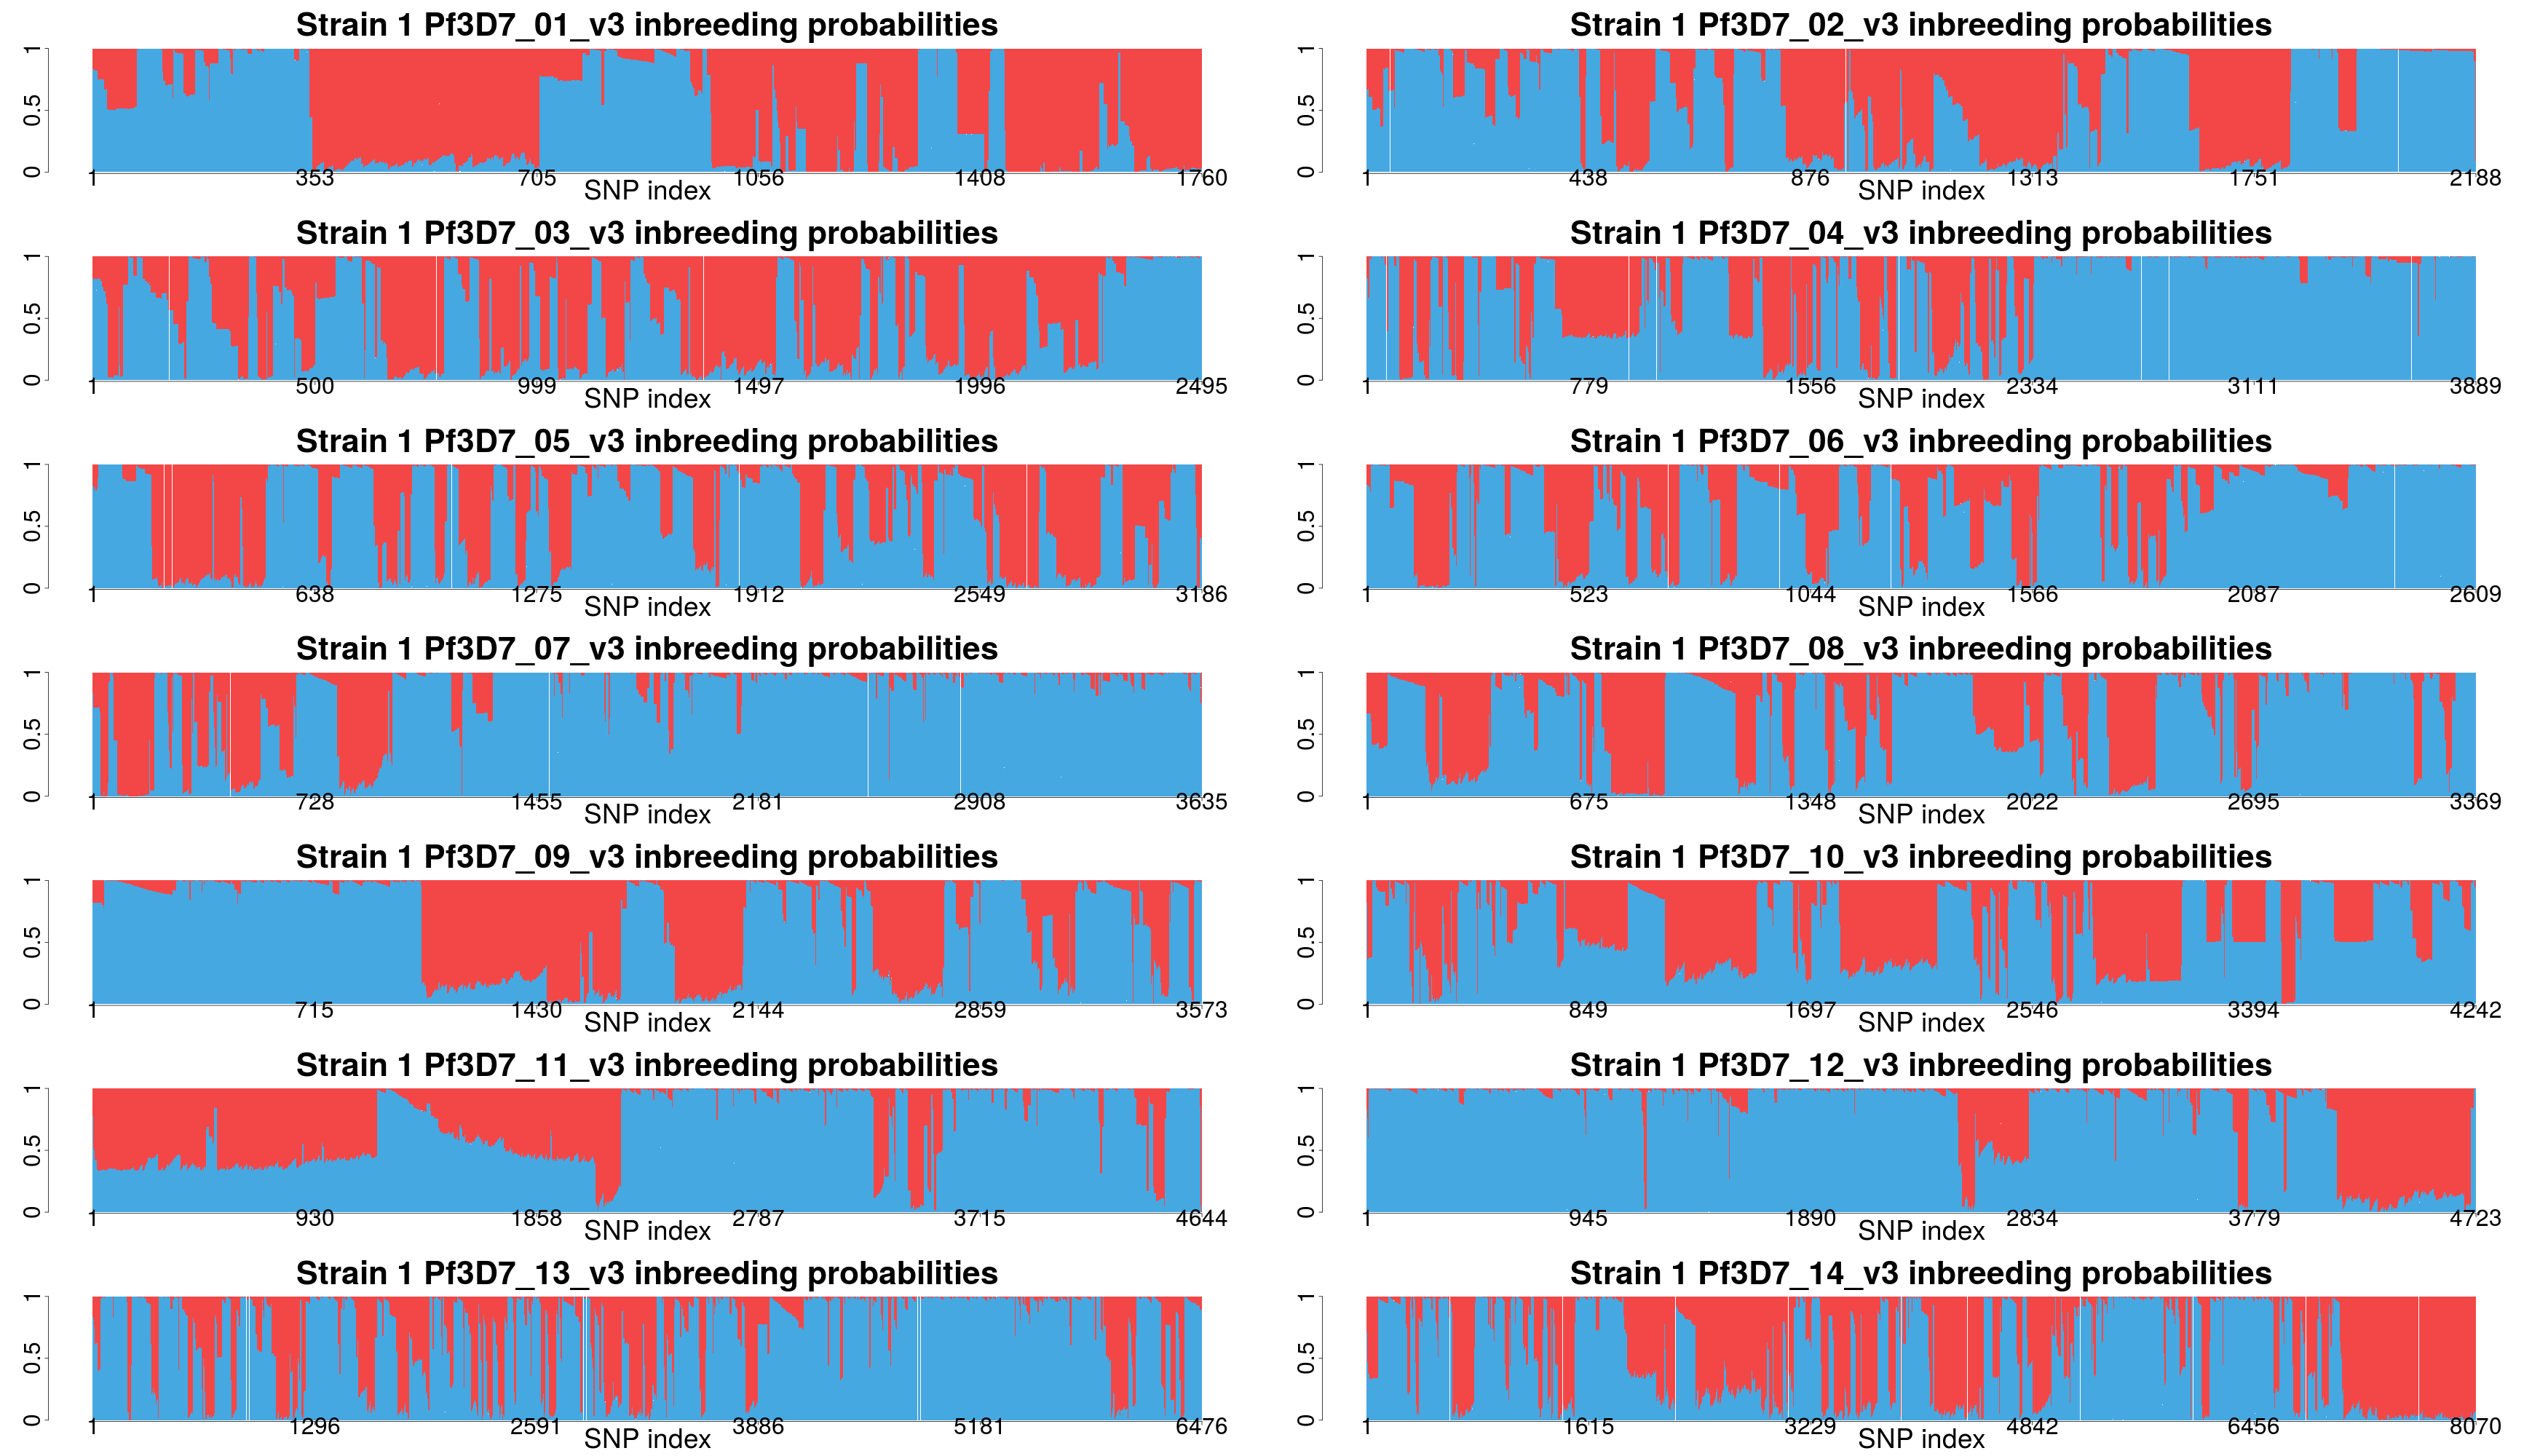 Strain 1 Pf3D7_01_v3 inbreeding probabilities
0 0.5 1
1 353 705 1056 1408 1760
SNP index
Strain 1 Pf3D7_02_v3 inbreeding probabilities
0 0.5 1
1 438 876 1313 1751 2188
SNP index
Strain 1 Pf3D7_03_v3 inbreeding probabilities
0 0.5 1
1 500 999 1497 1996 2495
SNP index
Strain 1 Pf3D7_04_v3 inbreeding probabilities
0 0.5 1
1 779 1556 2334 3111 3889
SNP index
Strain 1 Pf3D7_05_v3 inbreeding probabilities
0 0.5 1
1 638 1275 1912 2549 3186
SNP index
Strain 1 Pf3D7_06_v3 inbreeding probabilities
0 0.5 1
1 523 1044 1566 2087 2609
SNP index
Strain 1 Pf3D7_07_v3 inbreeding probabilities
0 0.5 1
1 728 1455 2181 2908 3635
SNP index
Strain 1 Pf3D7_08_v3 inbreeding probabilities
0 0.5 1
1 675 1348 2022 2695 3369
SNP index
Strain 1 Pf3D7_09_v3 inbreeding probabilities
0 0.5 1
1 715 1430 2144 2859 3573
SNP index
Strain 1 Pf3D7_10_v3 inbreeding probabilities
0 0.5 1
1 849 1697 2546 3394 4242
SNP index
Strain 1 Pf3D7_11_v3 inbreeding probabilities
0 0.5 1
1 930 1858 2787 3715 4644
SNP index
Strain 1 Pf3D7_12_v3 inbreeding probabilities
0 0.5 1
1 945 1890 2834 3779 4723
SNP index
Strain 1 Pf3D7_13_v3 inbreeding probabilities
0 0.5 1
1 1296 2591 3886 5181 6476
SNP index
Strain 1 Pf3D7_14_v3 inbreeding probabilities
0 0.5 1
1 1615 3229 4842 6456 8070
SNP index